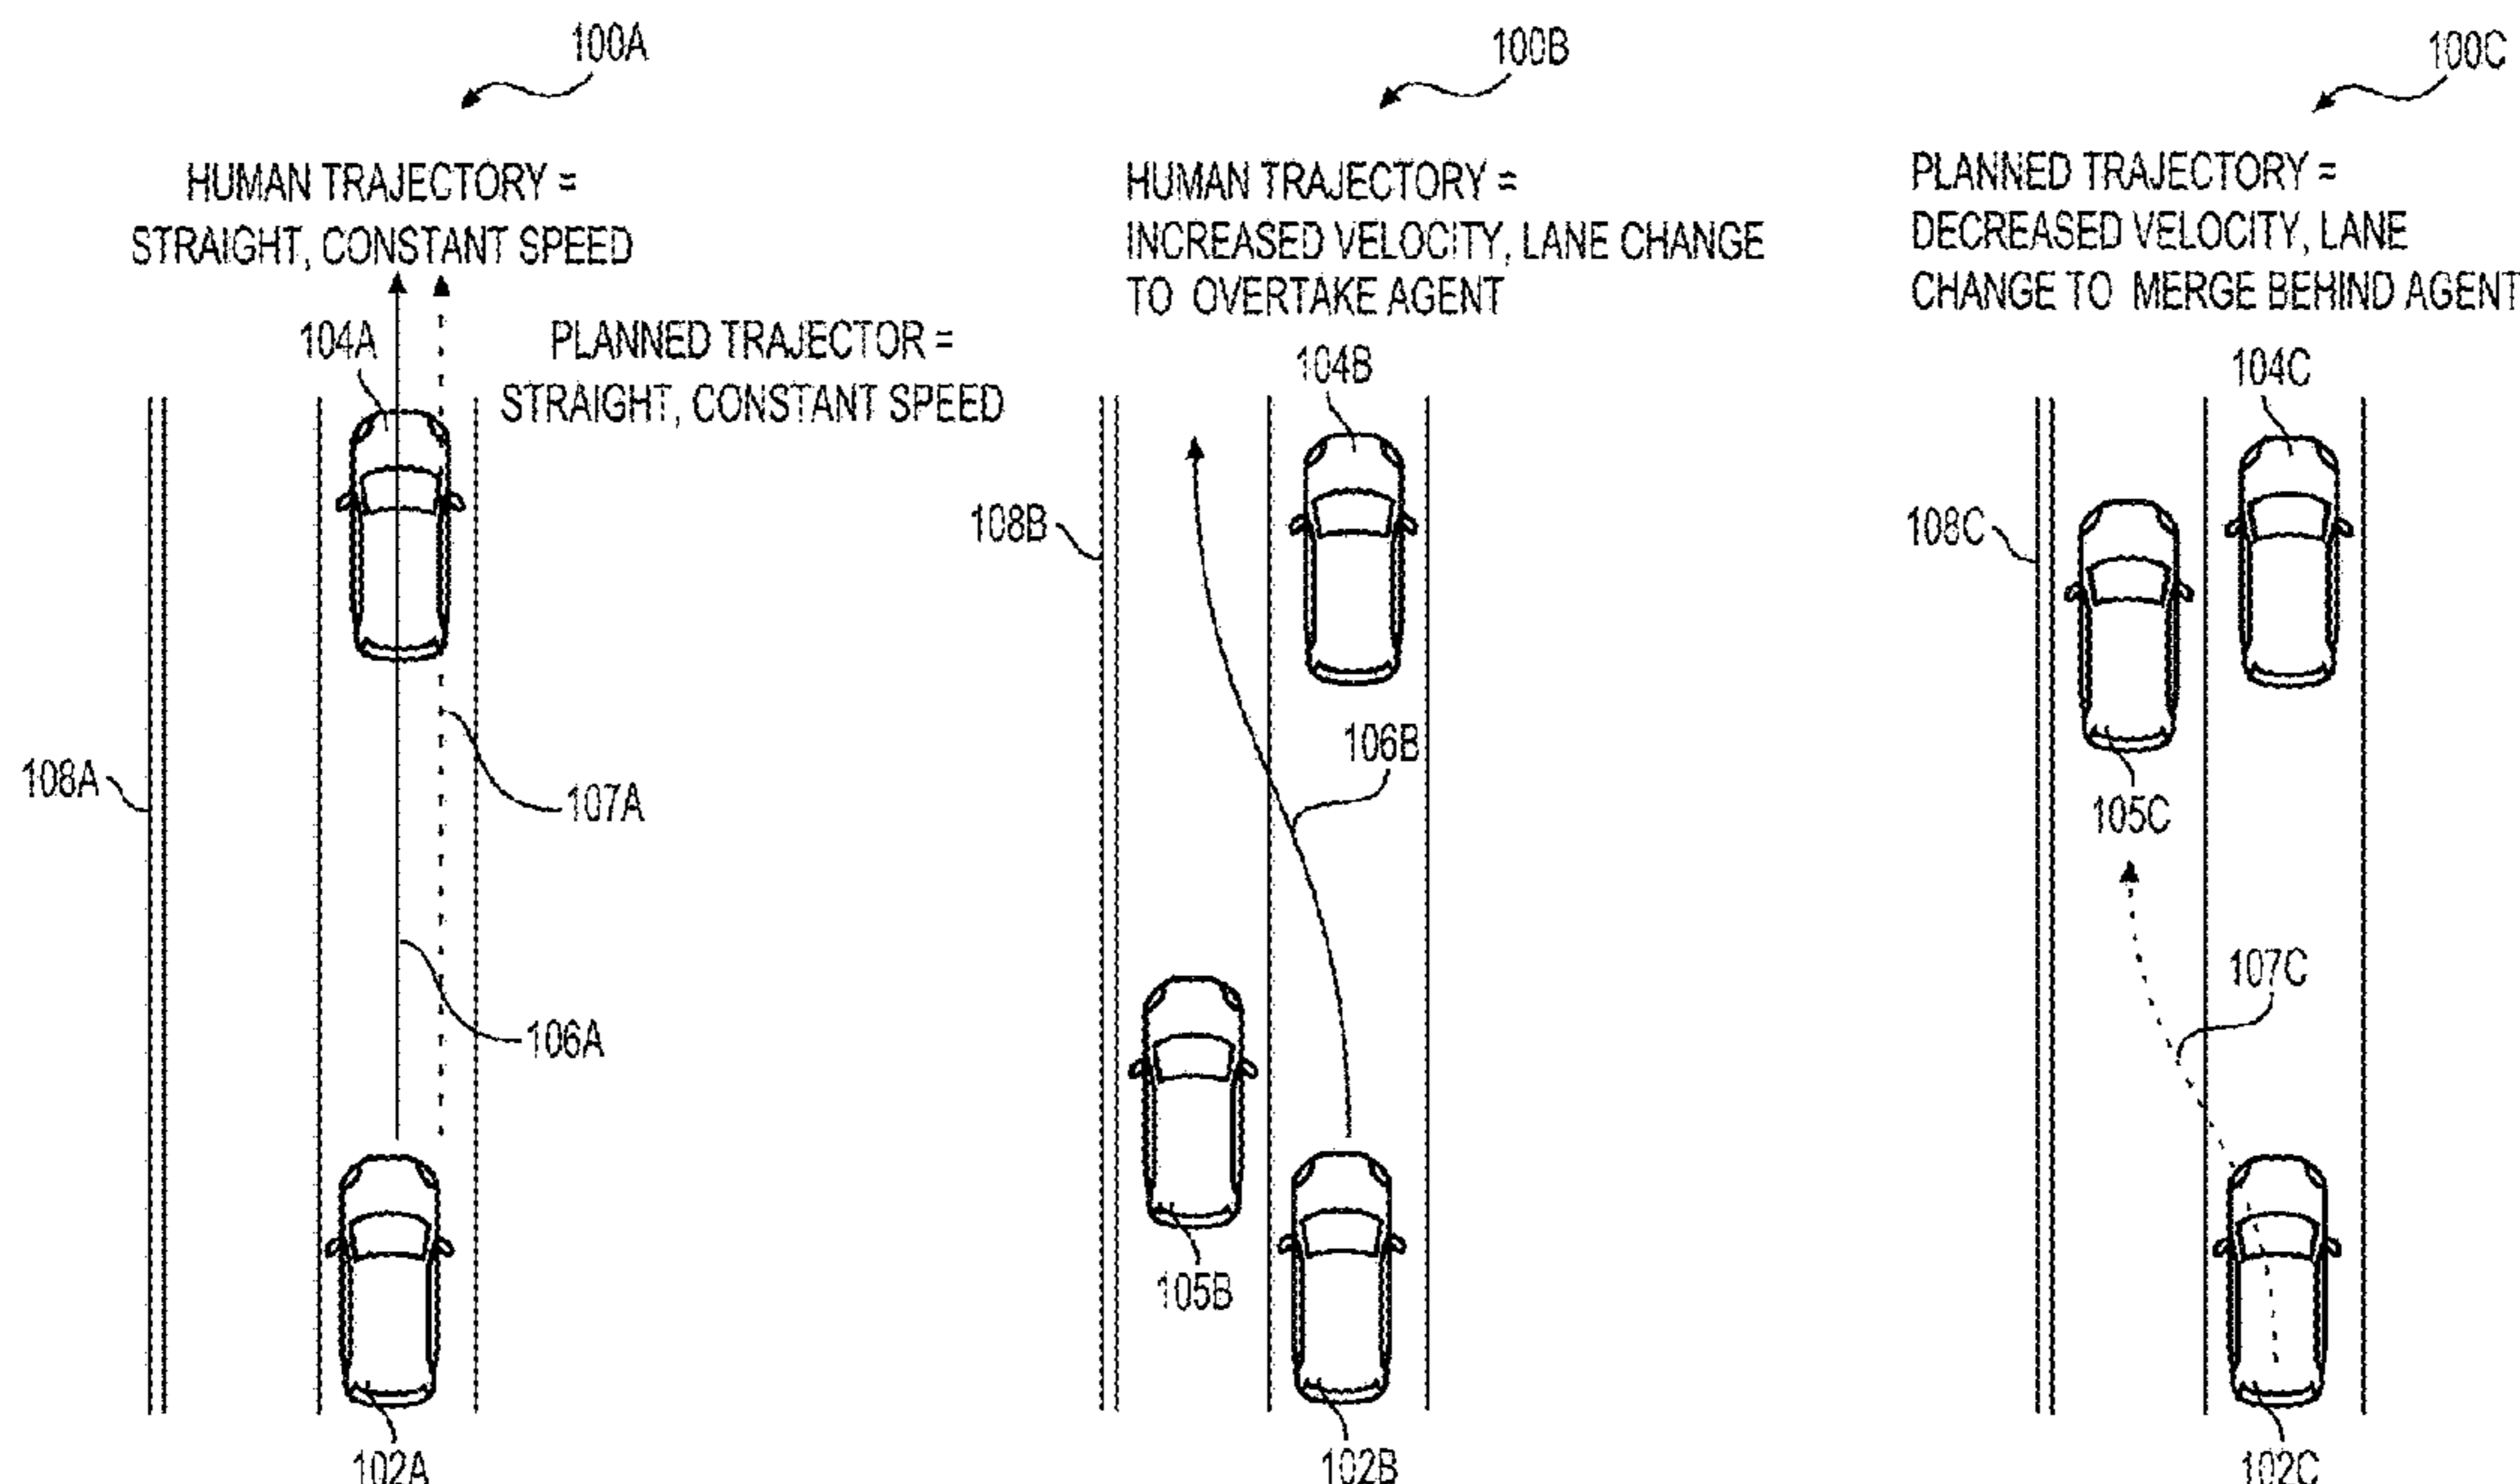 100A
HUMAN TRAJECTORY =
STRAIGHT, CONSTANT SPEED
104A
PLANNED TRAJECTOR =
STRAIGHT, CONSTANT SPEED
108A
107A
106A
102A
100B
HUMAN TRAJECTORY =
INCREASED VELOCITY, LANE CHANGE
TO OVERTAKE AGENT
104B
108B
106B
105B
102B
100C
PLANNED TRAJECTORY =
DECREASED VELOCITY, LANE
CHANGE TO MERGE BEHIND AGENT
104C
108C
105C
107C
102C